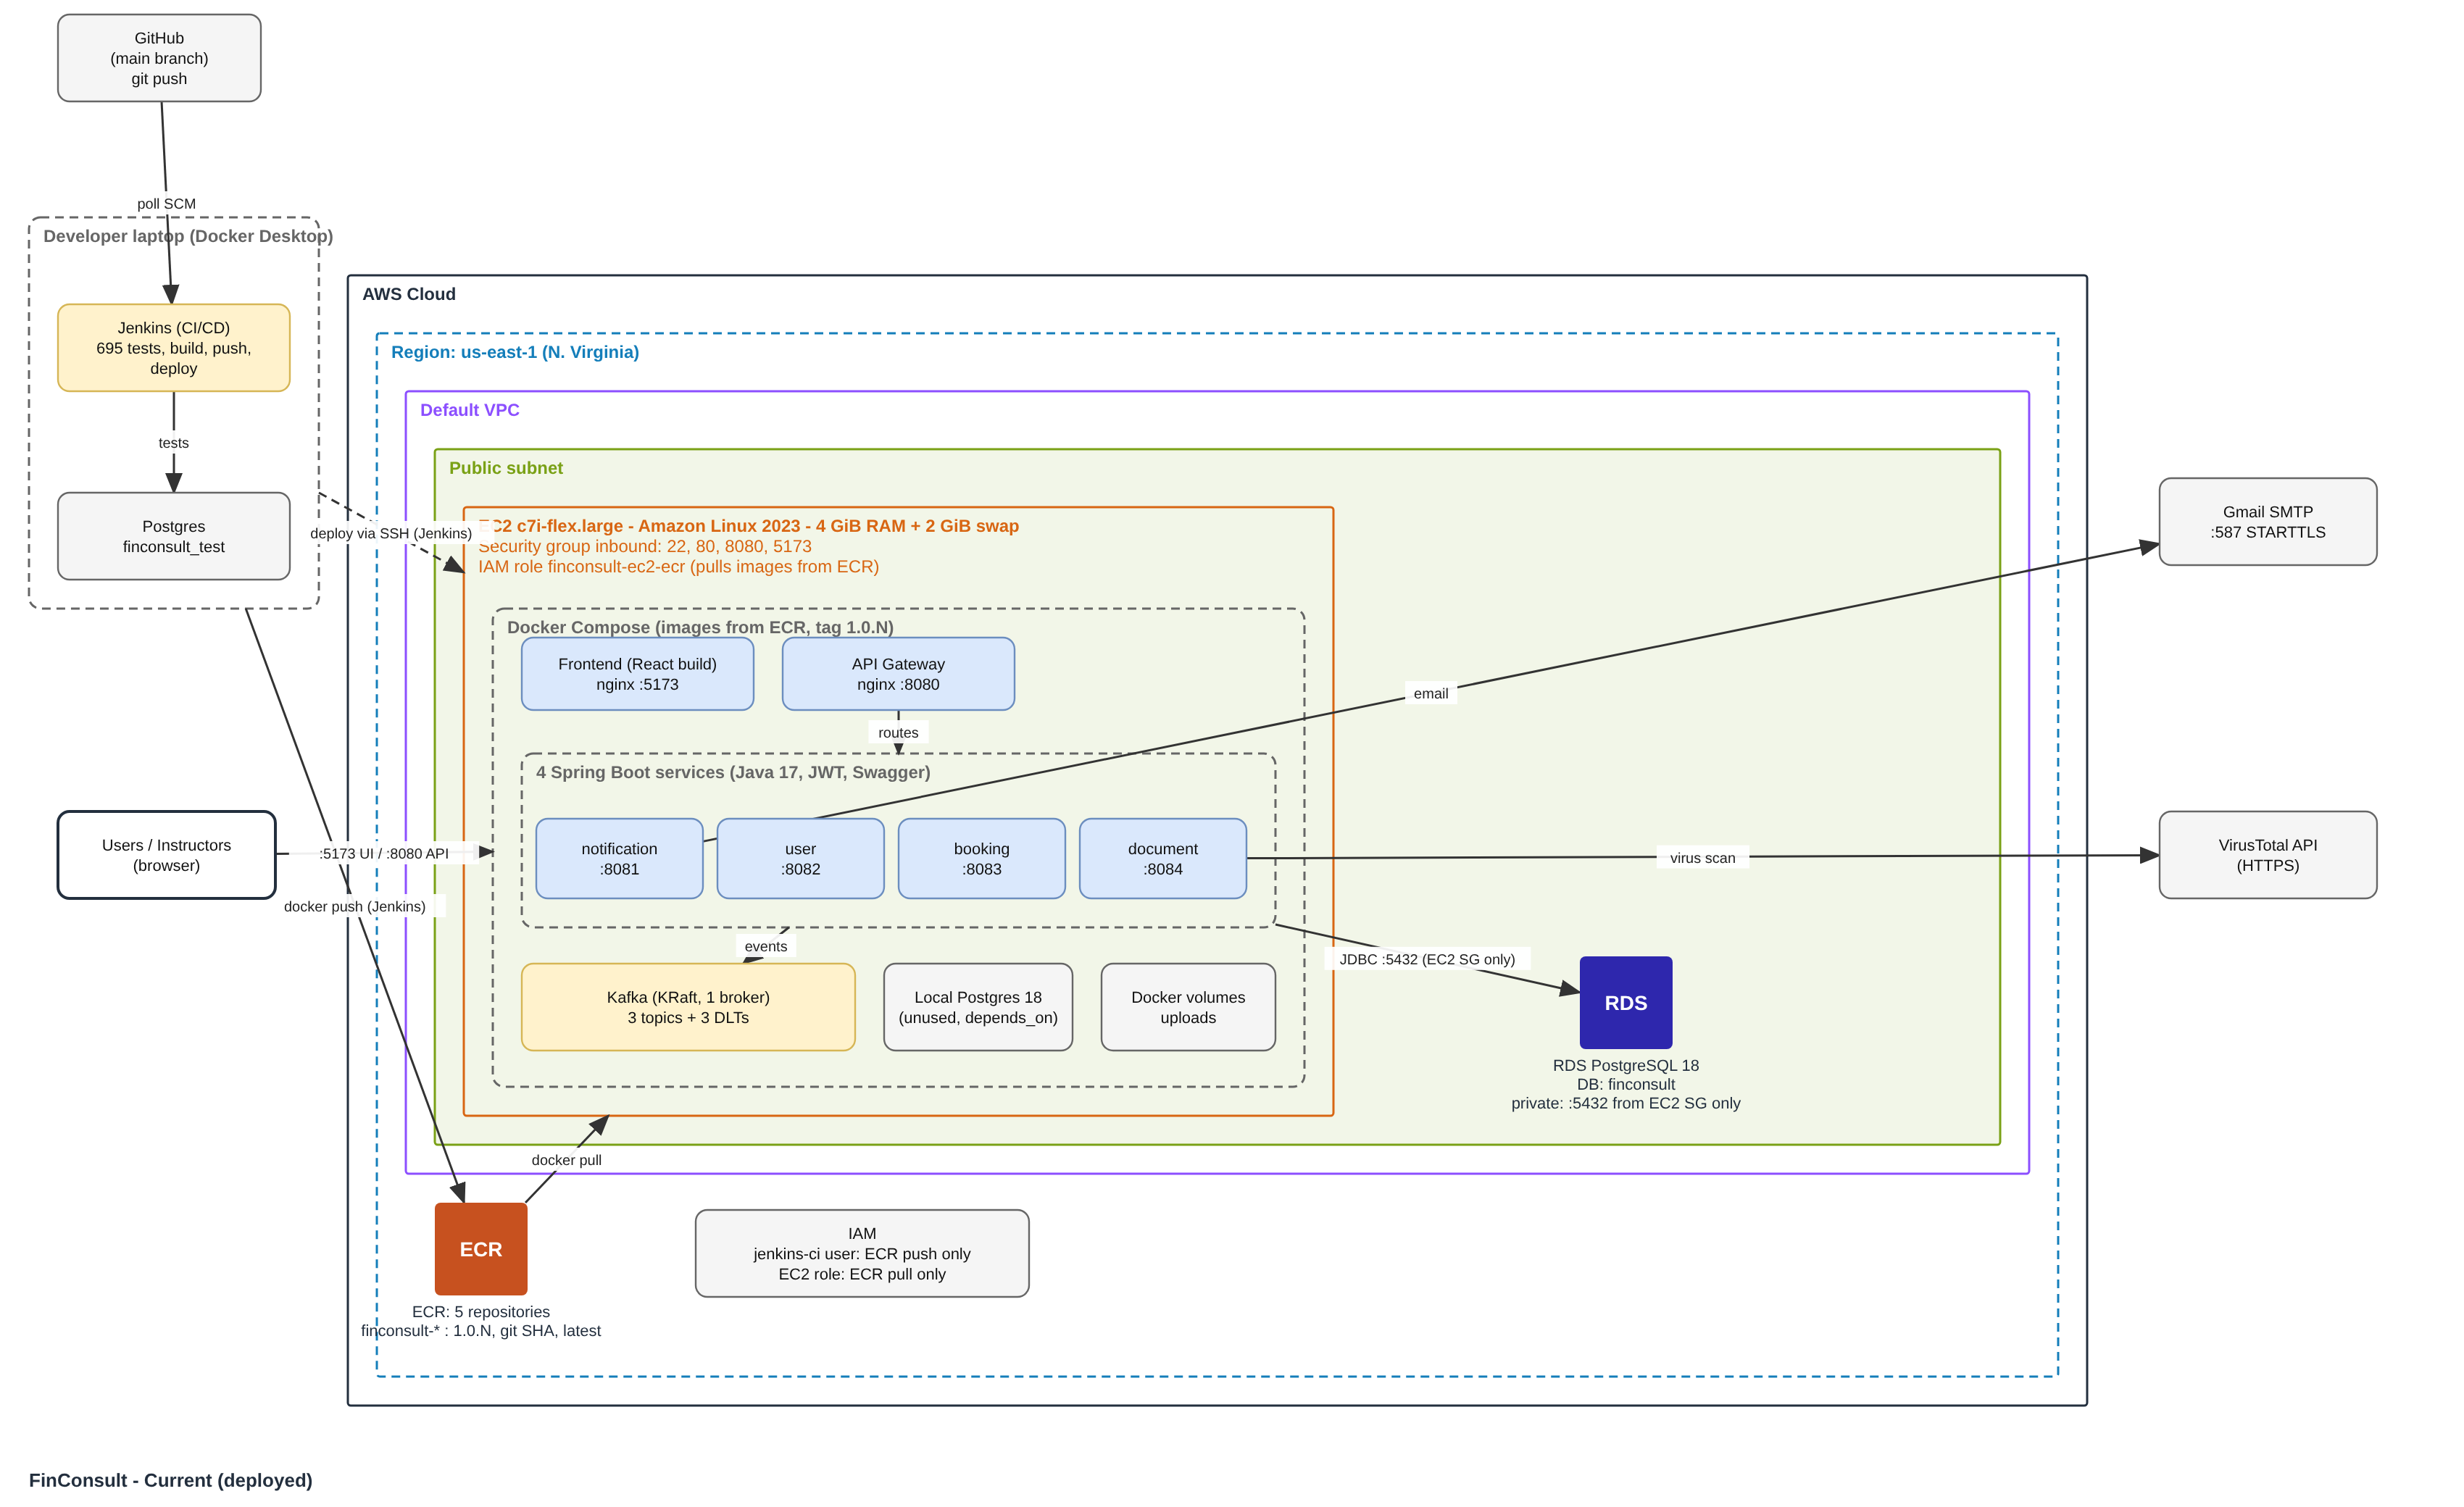 GitHub
(main branch)
git push
poll SCM
Developer laptop (Docker Desktop)
Jenkins (CI/CD)
695 tests, build, push,
deploy
tests
Postgres
finconsult_test
deploy via SSH (Jenkins)
AWS Cloud
Region: us-east-1 (N. Virginia)
Default VPC
Public subnet
EC2 c7i-flex.large - Amazon Linux 2023 - 4 GiB RAM + 2 GiB swap
Security group inbound: 22, 80, 8080, 5173
IAM role finconsult-ec2-ecr (pulls images from ECR)
Docker Compose (images from ECR, tag 1.0.N)
Frontend (React build)
nginx :5173
API Gateway
nginx :8080
routes
4 Spring Boot services (Java 17, JWT, Swagger)
notification
:8081
user
:8082
booking
:8083
document
:8084
email
Gmail SMTP
:587 STARTTLS
virus scan
VirusTotal API
(HTTPS)
Users / Instructors
(browser)
:5173 UI / :8080 API
docker push (Jenkins)
events
Kafka (KRaft, 1 broker)
3 topics + 3 DLTs
Local Postgres 18
(unused, depends_on)
Docker volumes
uploads
JDBC :5432 (EC2 SG only)
RDS
RDS PostgreSQL 18
DB: finconsult
private: :5432 from EC2 SG only
docker pull
ECR
ECR: 5 repositories
finconsult-* : 1.0.N, git SHA, latest
IAM
jenkins-ci user: ECR push only
EC2 role: ECR pull only
FinConsult - Current (deployed)